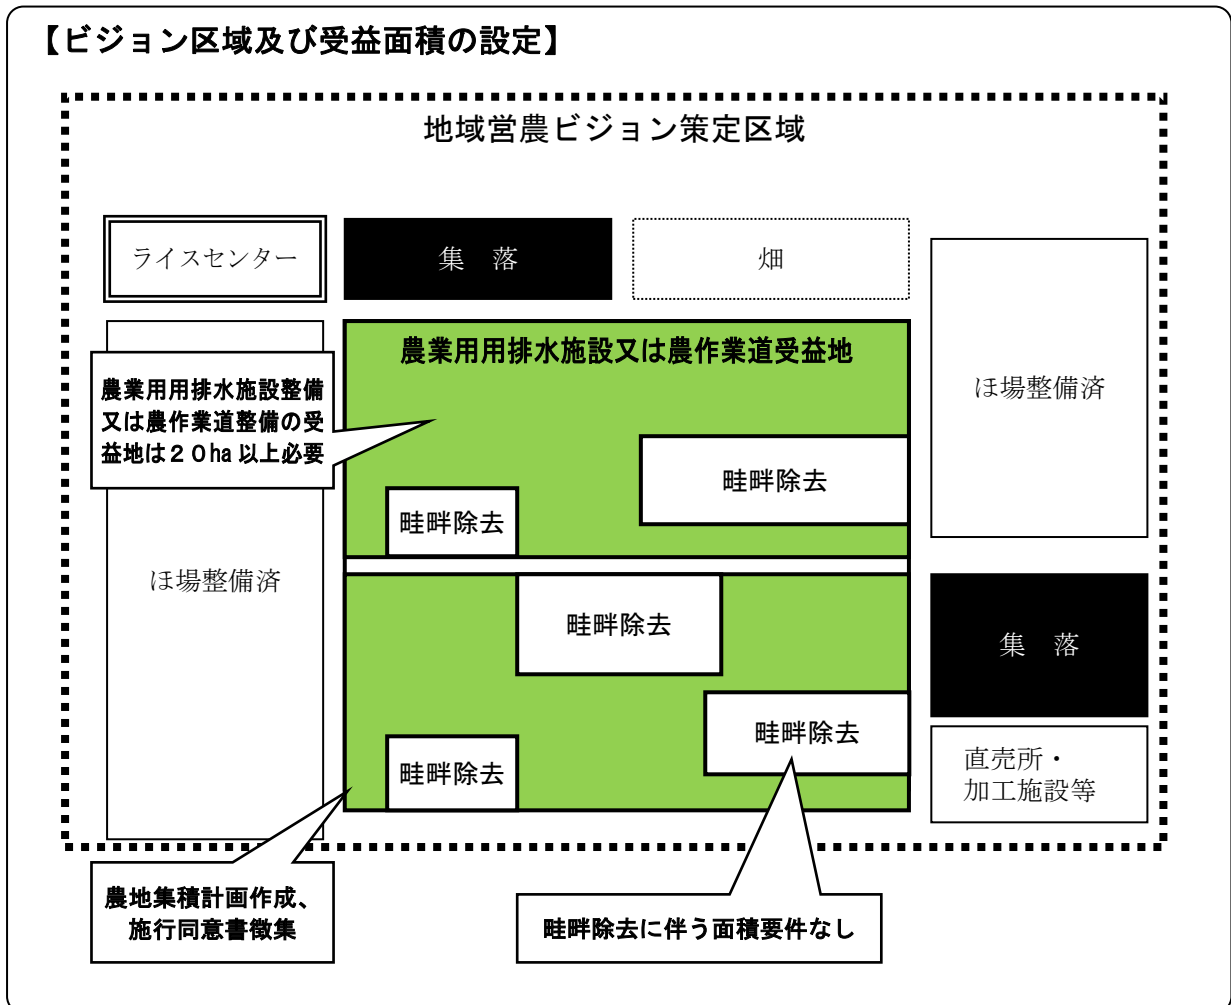 【ビジョン区域及び受益面積の設定】
地域営農ビジョン策定区域
ライスセンター
集　落
畑
農業用用排水施設又は農作業道受益地
ほ場整備済
農業用用排水施設整備
又は農作業道整備の受
益地は２０ha 以上必要
畦畔除去
畦畔除去
ほ場整備済
畦畔除去
集　落
畦畔除去
畦畔除去
直売所・
加工施設等
農地集積計画作成、
施行同意書徴集
畦畔除去に伴う面積要件なし